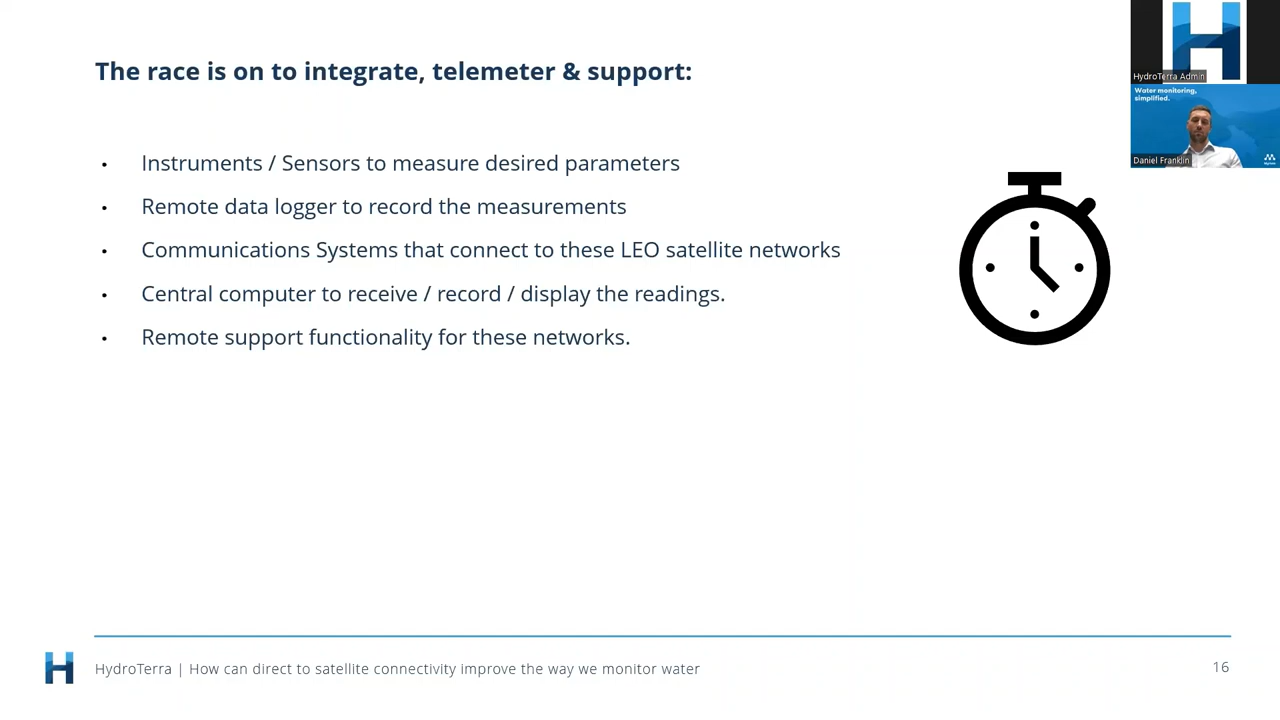 The race is on to integrate, telemeter & support:
• Instruments / Sensors to measure desired parameters
• Remote data logger to record the measurements
• Communications Systems that connect to these LEO satellite networks
• Central computer to receive / record / display the readings.
• Remote support functionality for these networks.
HydroTerra Admin
Water monitoring,
simplified.
Daniel Franklin
HydroTerra | How can direct to satellite connectivity improve the way we monitor water
16